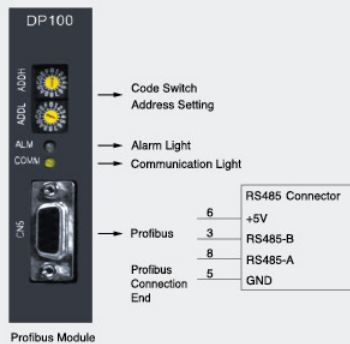 DP100
ADDH
ADDL
Code Switch
Address Setting
ALM
Alarm Light
COMM
Communication Light
CN5
Profibus
Profibus
Connection
End
RS485 Connector
6 +5V
3 RS485-B
8 RS485-A
5 GND
Profibus Module